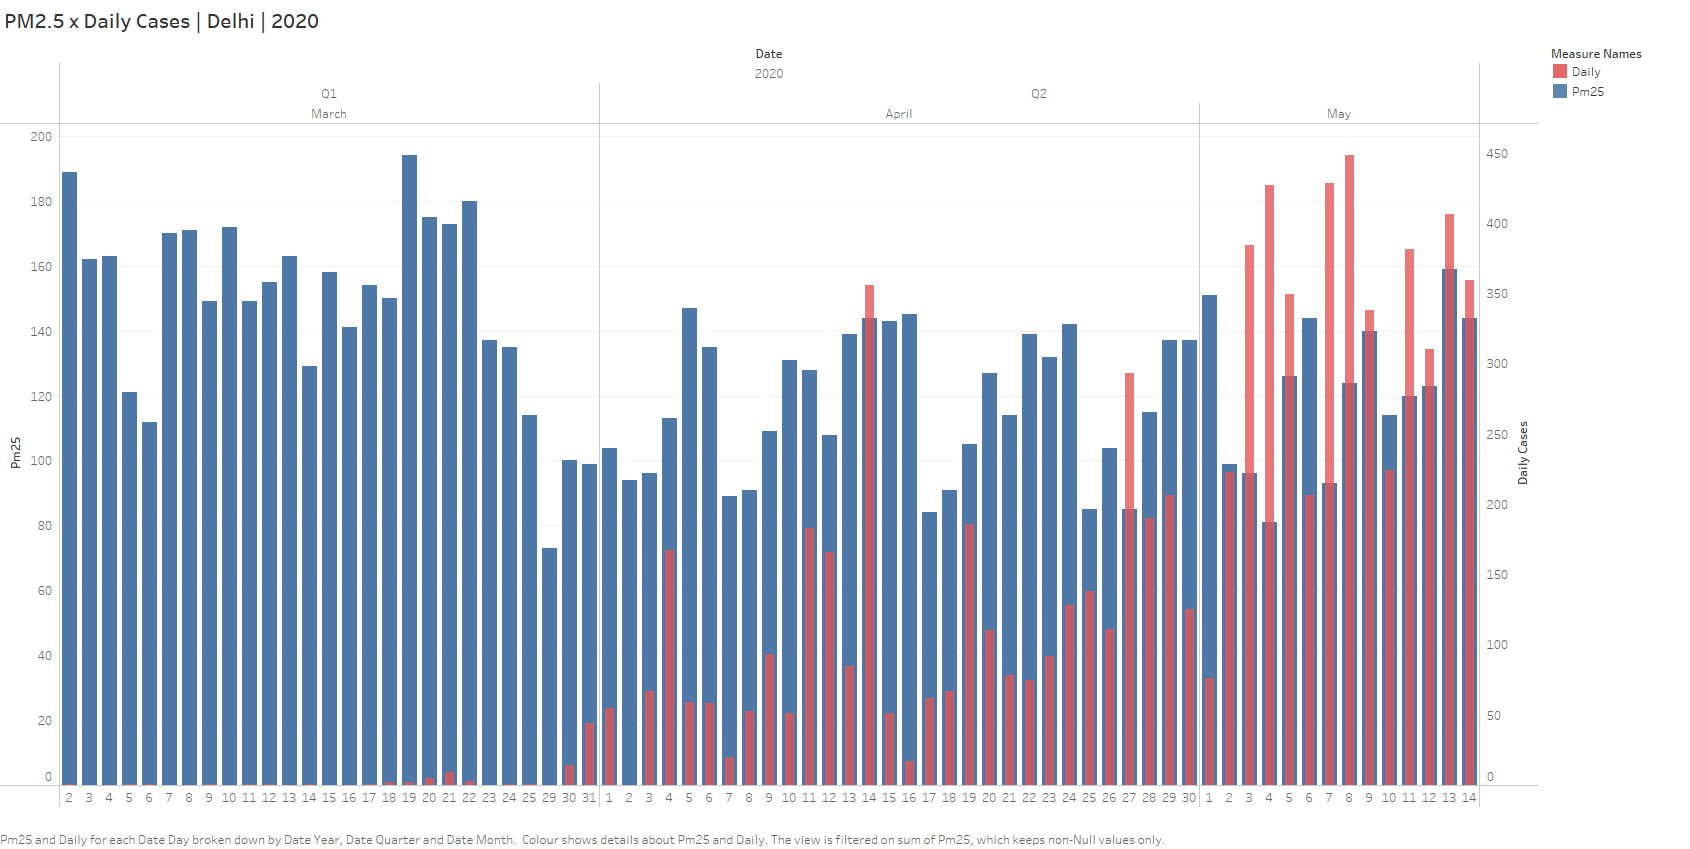 PM2.5 x Daily Cases | Delhi | 2020
Date
2020
Q1
Q2
March
April
May
Measure Names
Daily
Pm25
200
180
160
140
120
100
80
60
40
20
0
Pm25
450
400
350
300
250
200
150
100
50
0
Daily Cases
2 3 4 5 6 7 8 9 10 11 12 13 14 15 16 17 18 19 20 21 22 23 24 25 29 30 31 1 2 3 4 5 6 7 8 9 10 11 12 13 14 15 16 17 18 19 20 21 22 23 24 25 26 27 28 29 30 1 2 3 4 5 6 7 8 9 10 11 12 13 14
Pm25 and Daily for each Date Day broken down by Date Year, Date Quarter and Date Month. Colour shows details about Pm25 and Daily. The view is filtered on sum of Pm25, which keeps non-Null values only.